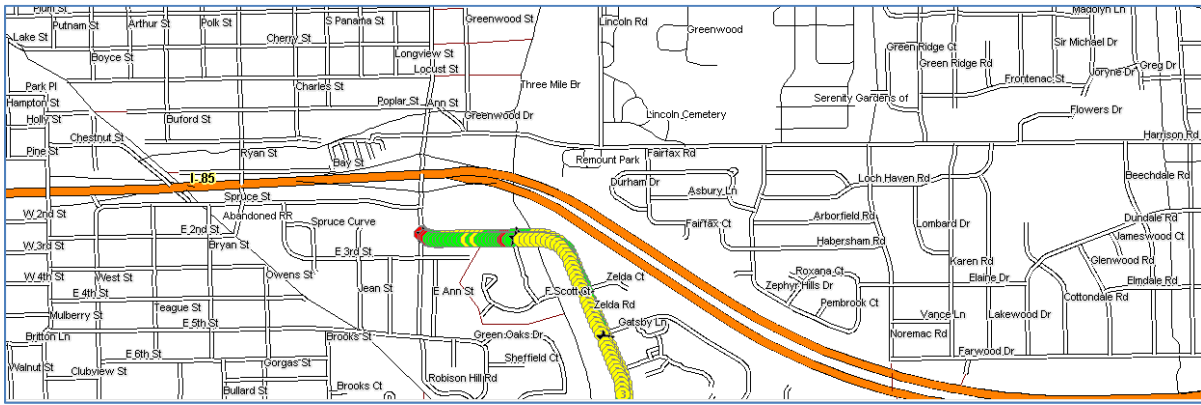 Plum St
Arthur St
Polk St
S Panama St
Greenwood St
Lincoln Rd
Madolyn Ln
Putnam St
Lake St
Cherry St
Greenwood
Green Ridge Ct
Sir Michael Dr
Boyce St
Longview St
Green Ridge Rd
Greg Dr
Locust St
Joryne Dr
Frontenac St
Park Pl
Charles St
Three Mile Br
Hampton St
Poplar St
Ann St
Serenity Gardens of
Flowers Dr
Holly St
Buford St
Greenwood Dr
Lincoln Cemetery
Chestnut St
Harrison Rd
Pine St
Ryan St
Bay St
Remount Park
Fairfax Rd
I-85
Durham Dr
Asbury Ln
Loch Haven Rd
Beechdale Rd
Spruce St
W 2nd St
Abandoned RR
Spruce Curve
Fairfax Ct
Arborfield Rd
Lombard Dr
Dundale Rd
E 2nd St
Jameswood Ct
W 3rd St
Bryan St
E 3rd St
Habersham Rd
Karen Rd
Glenwood Rd
W 4th St
West St
Owens St
Zelda Ct
Roxana Ct
Elaine Dr
Elmdale Rd
E 4th St
Jean St
E Ann St
F Scott Ct
Zephyr Hills Dr
Cottondale Rd
Mulberry St
Teague St
Zelda Rd
Pembrook Ct
Vance Ln
Lakewood Dr
E 5th St
Gatsby Ln
Britton Ln
Brooks St
Green Oaks Dr
Noremac Rd
E 6th St
Sheffield Ct
Farwood Dr
Walnut St
Clubview St
Gorgas St
Robison Hill Rd
Bullard St
Brooks Ct
3